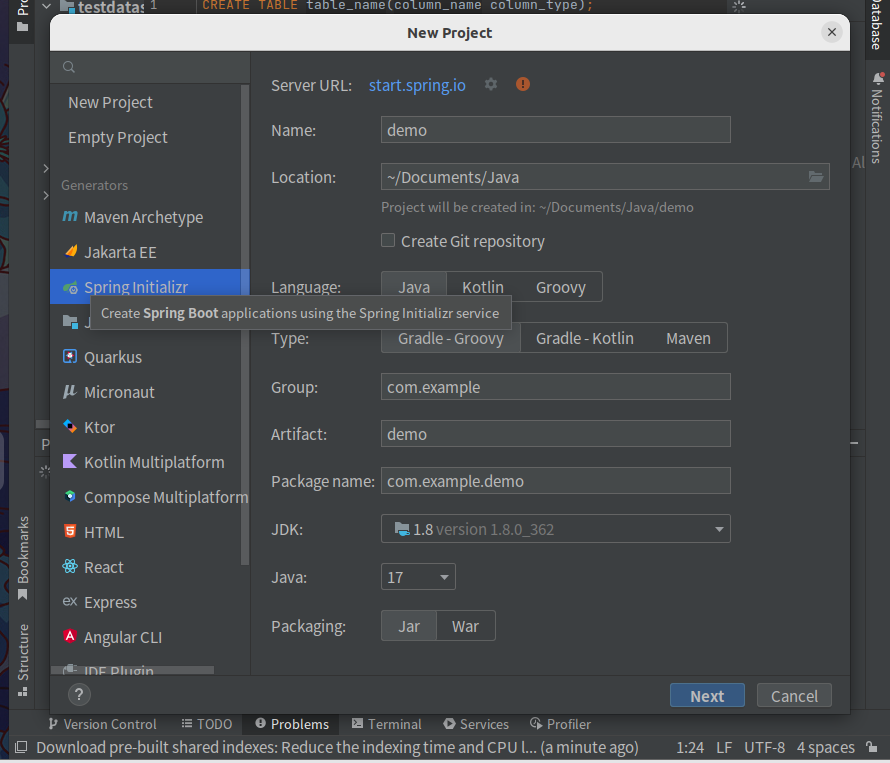 testdatas
1
CREATE TABLE table_name(column_name column_type);
New Project
Database
Notifications
New Project
Empty Project
Generators
Maven Archetype
Jakarta EE
Spring Initializr
Quarkus
Micronaut
Ktor
Kotlin Multiplatform
Compose Multiplatform
HTML
React
Express
Angular CLI
IDE Plugin
Server URL: start.spring.io
Name: demo
Location: ~/Documents/Java
Project will be created in: ~/Documents/Java/demo
Create Git repository
Language: Java Kotlin Groovy
Create Spring Boot applications using the Spring Initializr service
Type: Gradle - Groovy Gradle - Kotlin Maven
Group: com.example
Artifact: demo
Package name: com.example.demo
JDK: 1.8 version 1.8.0_362
Java: 17
Packaging: Jar War
? Next Cancel
Bookmarks
Structure
Version Control TODO Problems Terminal Services Profiler
Download pre-built shared indexes: Reduce the indexing time and CPU l... (a minute ago) 1:24 LF UTF-8 4 spaces